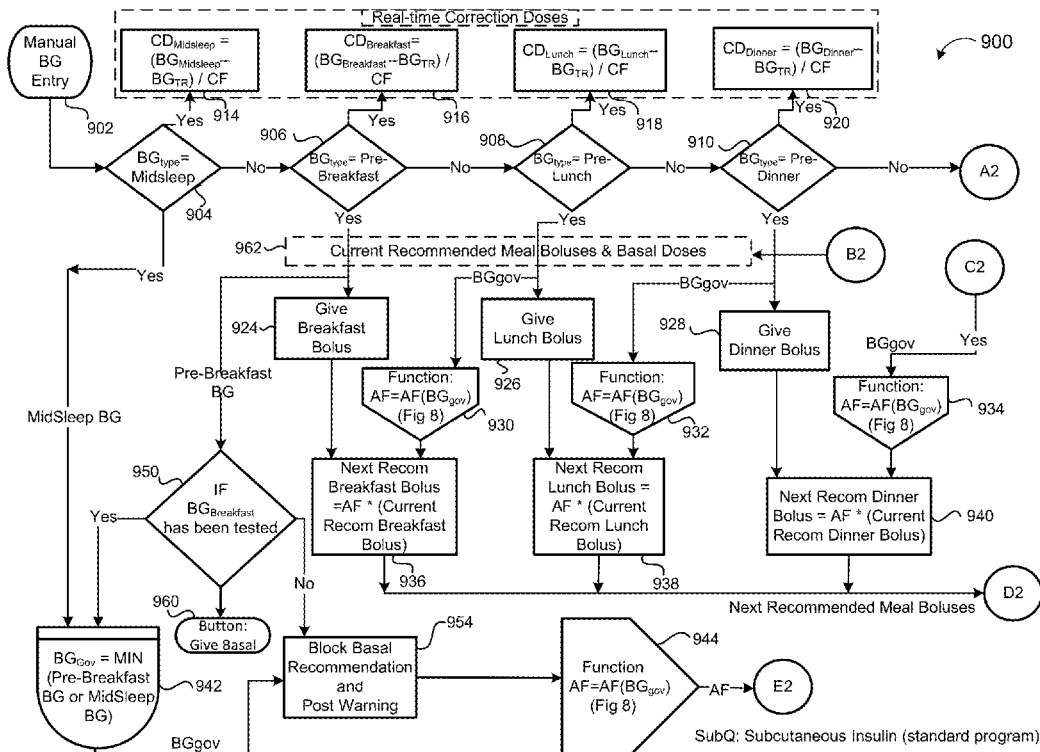 Real-time Correction Doses
900
Manual
BG
Entry
902
CDMidsleep =
(BGMidsleep--
BGTR) / CF
914
CDBreakfast=
(BGBreakfast--BGTR) /
CF
916
CDLunch = (BGLunch--
BGTR) / CF
918
CDDinner = (BGDinner--
BGTR) / CF
920
Yes
Yes
Yes
Yes
906
908
910
BGtype=
Midsleep
904
No
BGtype= Pre-
Breakfast
No
BGtype= Pre-
Lunch
No
BGtype= Pre-
Dinner
No
A2
Yes
Yes
Yes
Yes
962
Current Recommended Meal Boluses & Basal Doses
B2
C2
BGgov
BGgov
Yes
924
Give
Breakfast
Bolus
Give
Lunch Bolus
926
928
Give
Dinner Bolus
BGgov
Pre-Breakfast
BG
Function:
AF=AF(BGgov)
(Fig 8)
930
Function:
AF=AF(BGgov)
(Fig 8)
932
Function:
AF=AF(BGgov)
(Fig 8)
934
MidSleep BG
950
IF
BGBreakfast
has been tested
Yes
No
Next Recom
Breakfast Bolus
=AF * (Current
Recom Breakfast
Bolus)
936
Next Recom
Lunch Bolus =
AF * (Current
Recom Lunch
Bolus)
938
Next Recom Dinner
Bolus = AF * (Current
Recom Dinner Bolus)
940
D2
Next Recommended Meal Boluses
960
Button:
Give Basal
954
Block Basal
Recommendation
and
Post Warning
944
Function
AF=AF(BGgov)
(Fig 8)
AF
E2
BGGov = MIN
(Pre-Breakfast
BG or MidSleep
BG)
942
BGgov
SubQ: Subcutaneous Insulin (standard program)